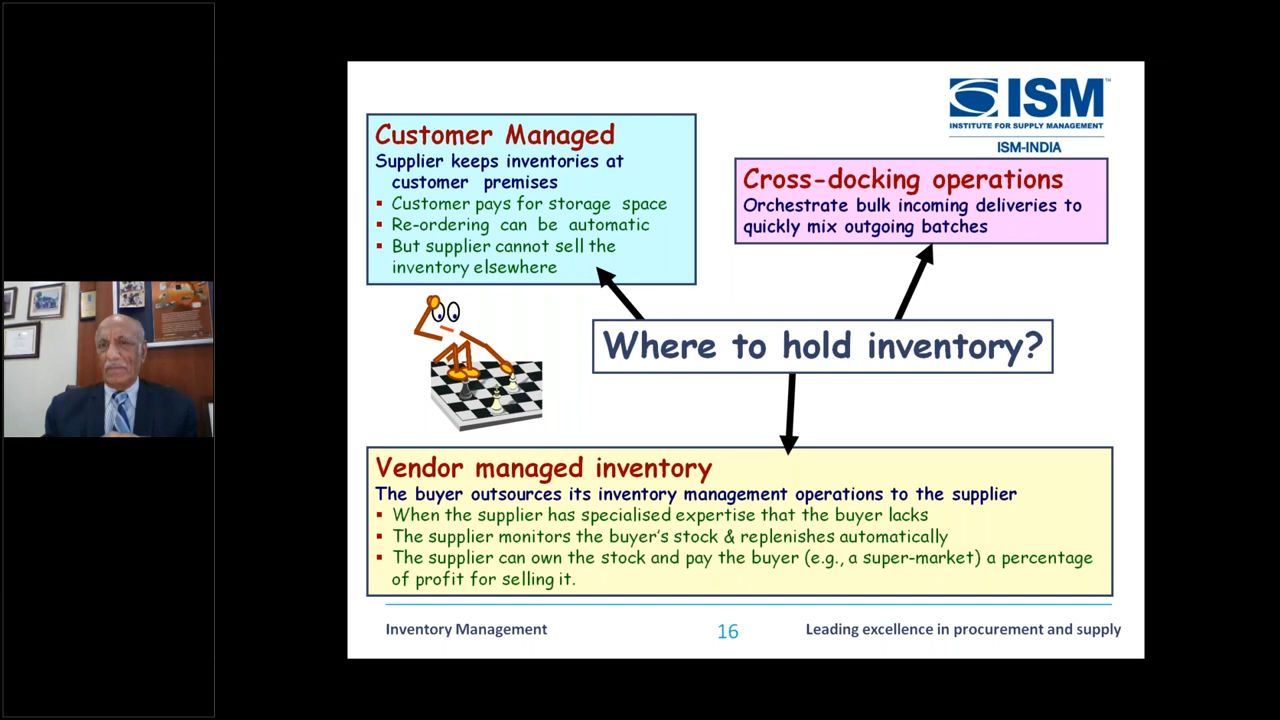 ISM™
INSTITUTE FOR SUPPLY MANAGEMENT
ISM-INDIA
Customer Managed
Supplier keeps inventories at
customer premises
▪ Customer pays for storage space
▪ Re-ordering can be automatic
▪ But supplier cannot sell the
inventory elsewhere
Cross-docking operations
Orchestrate bulk incoming deliveries to
quickly mix outgoing batches
Where to hold inventory?
Vendor managed inventory
The buyer outsources its inventory management operations to the supplier
▪ When the supplier has specialised expertise that the buyer lacks
▪ The supplier monitors the buyer's stock & replenishes automatically
▪ The supplier can own the stock and pay the buyer (e.g., a super-market) a percentage
of profit for selling it.
Inventory Management
16
Leading excellence in procurement and supply